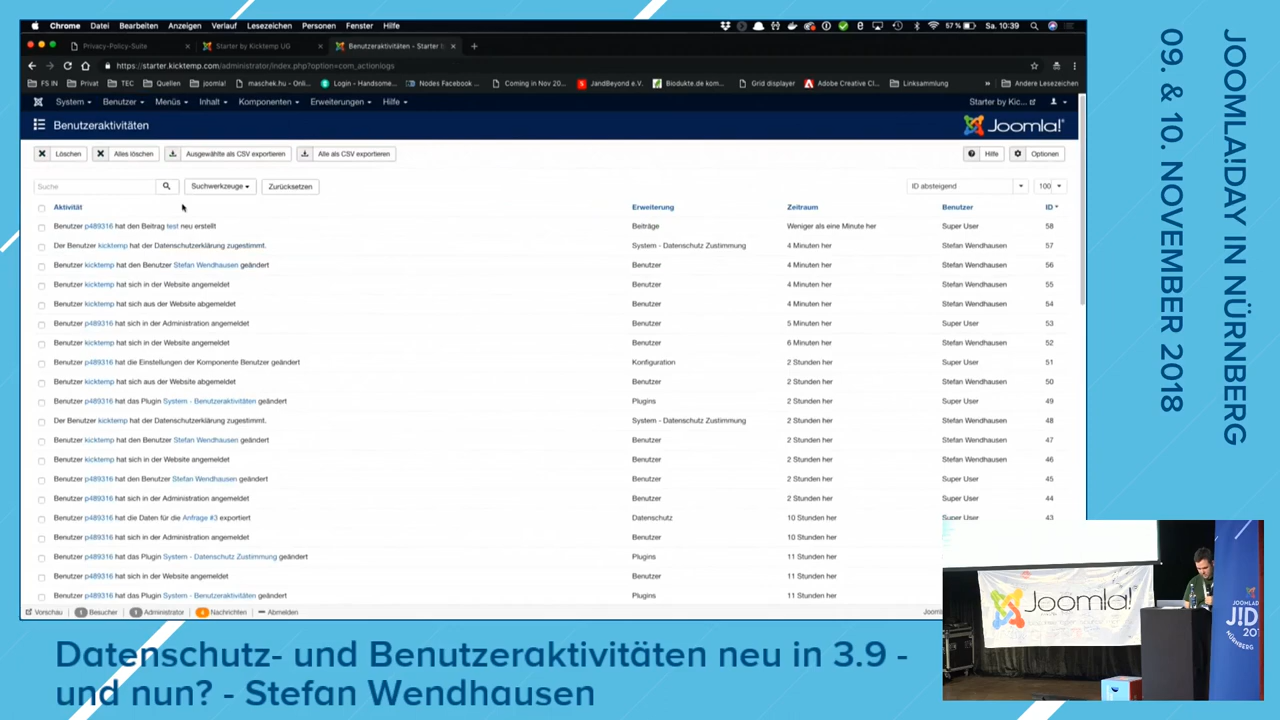 Chrome Datei Bearbeiten Anzeigen Verlauf Lesezeichen Personen Fenster Hilfe 57 % Sa. 10:39
Privacy-Policy-Suite × Starter by Kicktemp UG × Benutzeraktivitäten - Starter × +
https://starter.kicktemp.com/administrator/index.php?option=com_actionlogs
FS IN Privat TEC Quellen joomla! maschek.hu - Onli... Login - Handsome... Nodes Facebook ... Coming in Nov 20... JandBeyond e.V. Biodukte.de kom... Grid displayer Adobe Creative Cl... Linksammlung » Andere Lesezeichen
System Benutzer Menüs Inhalt Komponenten Erweiterungen Hilfe Starter by Kic...
Benutzeraktivitäten Joomla!®
Löschen Alles löschen Ausgewählte als CSV exportieren Alle als CSV exportieren Hilfe Optionen
Suche Suchwerkzeuge Zurücksetzen ID absteigend 100
Aktivität Erweiterung Zeitraum Benutzer ID
Benutzer p489316 hat den Beitrag test neu erstellt Beiträge Weniger als eine Minute her Super User 58
Der Benutzer kicktemp hat der Datenschutzerklärung zugestimmt. System - Datenschutz Zustimmung 4 Minuten her Stefan Wendhausen 57
Benutzer kicktemp hat den Benutzer Stefan Wendhausen geändert Benutzer 4 Minuten her Stefan Wendhausen 56
Benutzer kicktemp hat sich in der Website angemeldet Benutzer 4 Minuten her Stefan Wendhausen 55
Benutzer kicktemp hat sich aus der Website abgemeldet Benutzer 4 Minuten her Stefan Wendhausen 54
Benutzer p489316 hat sich in der Administration angemeldet Benutzer 5 Minuten her Super User 53
Benutzer kicktemp hat sich in der Website angemeldet Benutzer 6 Minuten her Stefan Wendhausen 52
Benutzer p489316 hat die Einstellungen der Komponente Benutzer geändert Konfiguration 2 Stunden her Super User 51
Benutzer kicktemp hat sich aus der Website abgemeldet Benutzer 2 Stunden her Stefan Wendhausen 50
Benutzer p489316 hat das Plugin System - Benutzeraktivitäten geändert Plugins 2 Stunden her Super User 49
Der Benutzer kicktemp hat der Datenschutzerklärung zugestimmt. System - Datenschutz Zustimmung 2 Stunden her Stefan Wendhausen 48
Benutzer kicktemp hat den Benutzer Stefan Wendhausen geändert Benutzer 2 Stunden her Stefan Wendhausen 47
Benutzer kicktemp hat sich in der Website angemeldet Benutzer 2 Stunden her Stefan Wendhausen 46
Benutzer p489316 hat den Benutzer Stefan Wendhausen geändert Benutzer 2 Stunden her Super User 45
Benutzer p489316 hat sich in der Administration angemeldet Benutzer 2 Stunden her Super User 44
Benutzer p489316 hat die Daten für die Anfrage #3 exportiert Datenschutz 10 Stunden her Super User 43
Benutzer p489316 hat sich in der Administration angemeldet Benutzer 10 Stunden her
Benutzer p489316 hat das Plugin System - Datenschutz Zustimmung geändert Plugins 11 Stunden her
Benutzer p489316 hat sich in der Website angemeldet Benutzer 11 Stunden her
Benutzer p489316 hat das Plugin System - Benutzeraktivitäten geändert Plugins 11 Stunden her
Vorschau 1 Besucher 1 Administrator 4 Nachrichten Abmelden
Joomla!®
JOOMLA!DAY IN NÜRNBERG
09. & 10. NOVEMBER 2018
Datenschutz- und Benutzeraktivitäten neu in 3.9 -
und nun? - Stefan Wendhausen